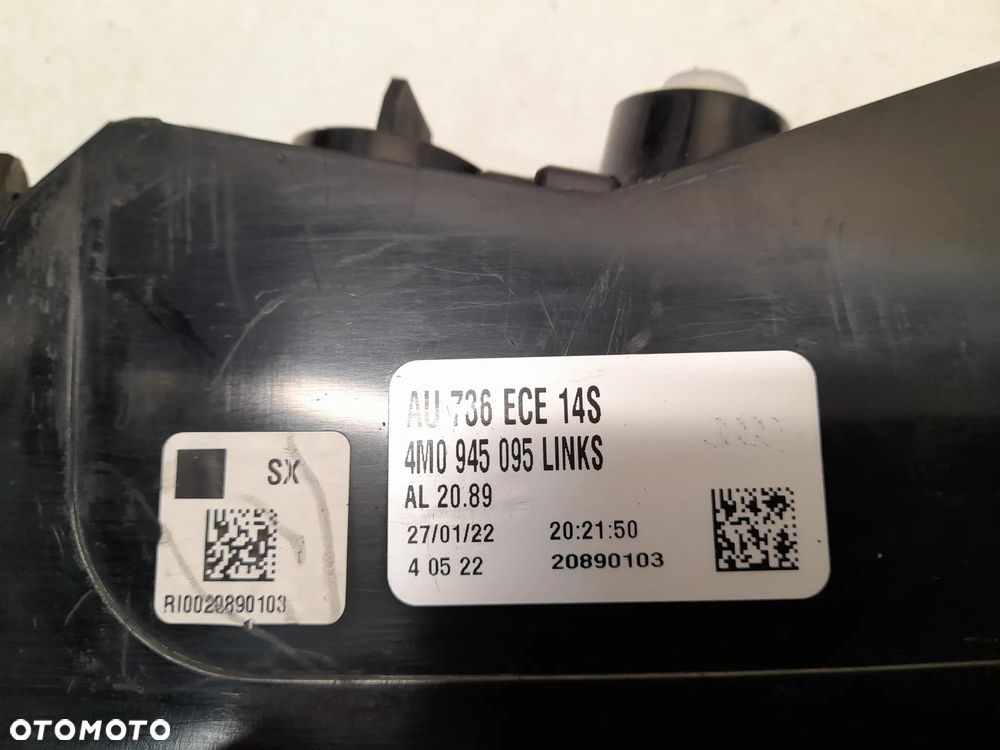 AU 736 ECE 14S
4M0 945 095 LINKS
AL 20.89
27/01/22 20:21:50
4 05 22 20890103
SX
RI0020890103
OTOMOTO